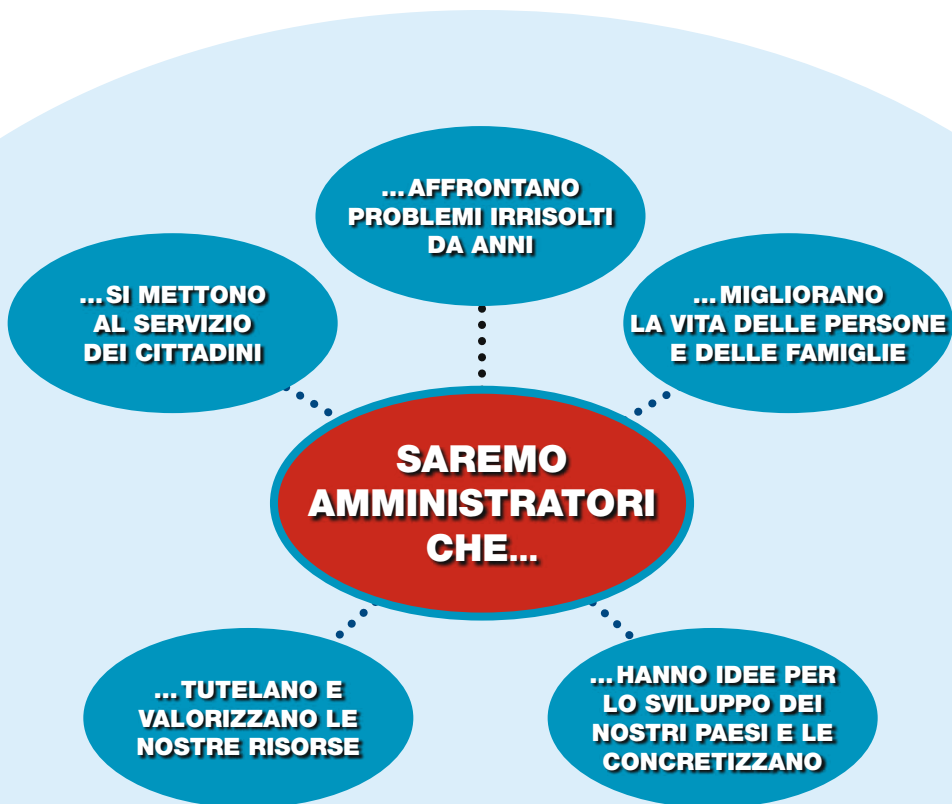 ...AFFRONTANO
PROBLEMI IRRISOLTI
DA ANNI
...SI METTONO
AL SERVIZIO
DEI CITTADINI
...MIGLIORANO
LA VITA DELLE PERSONE
E DELLE FAMIGLIE
SAREMO
AMMINISTRATORI
CHE...
...TUTELANO E
VALORIZZANO LE
NOSTRE RISORSE
...HANNO IDEE PER
LO SVILUPPO DEI
NOSTRI PAESI E LE
CONCRETIZZANO